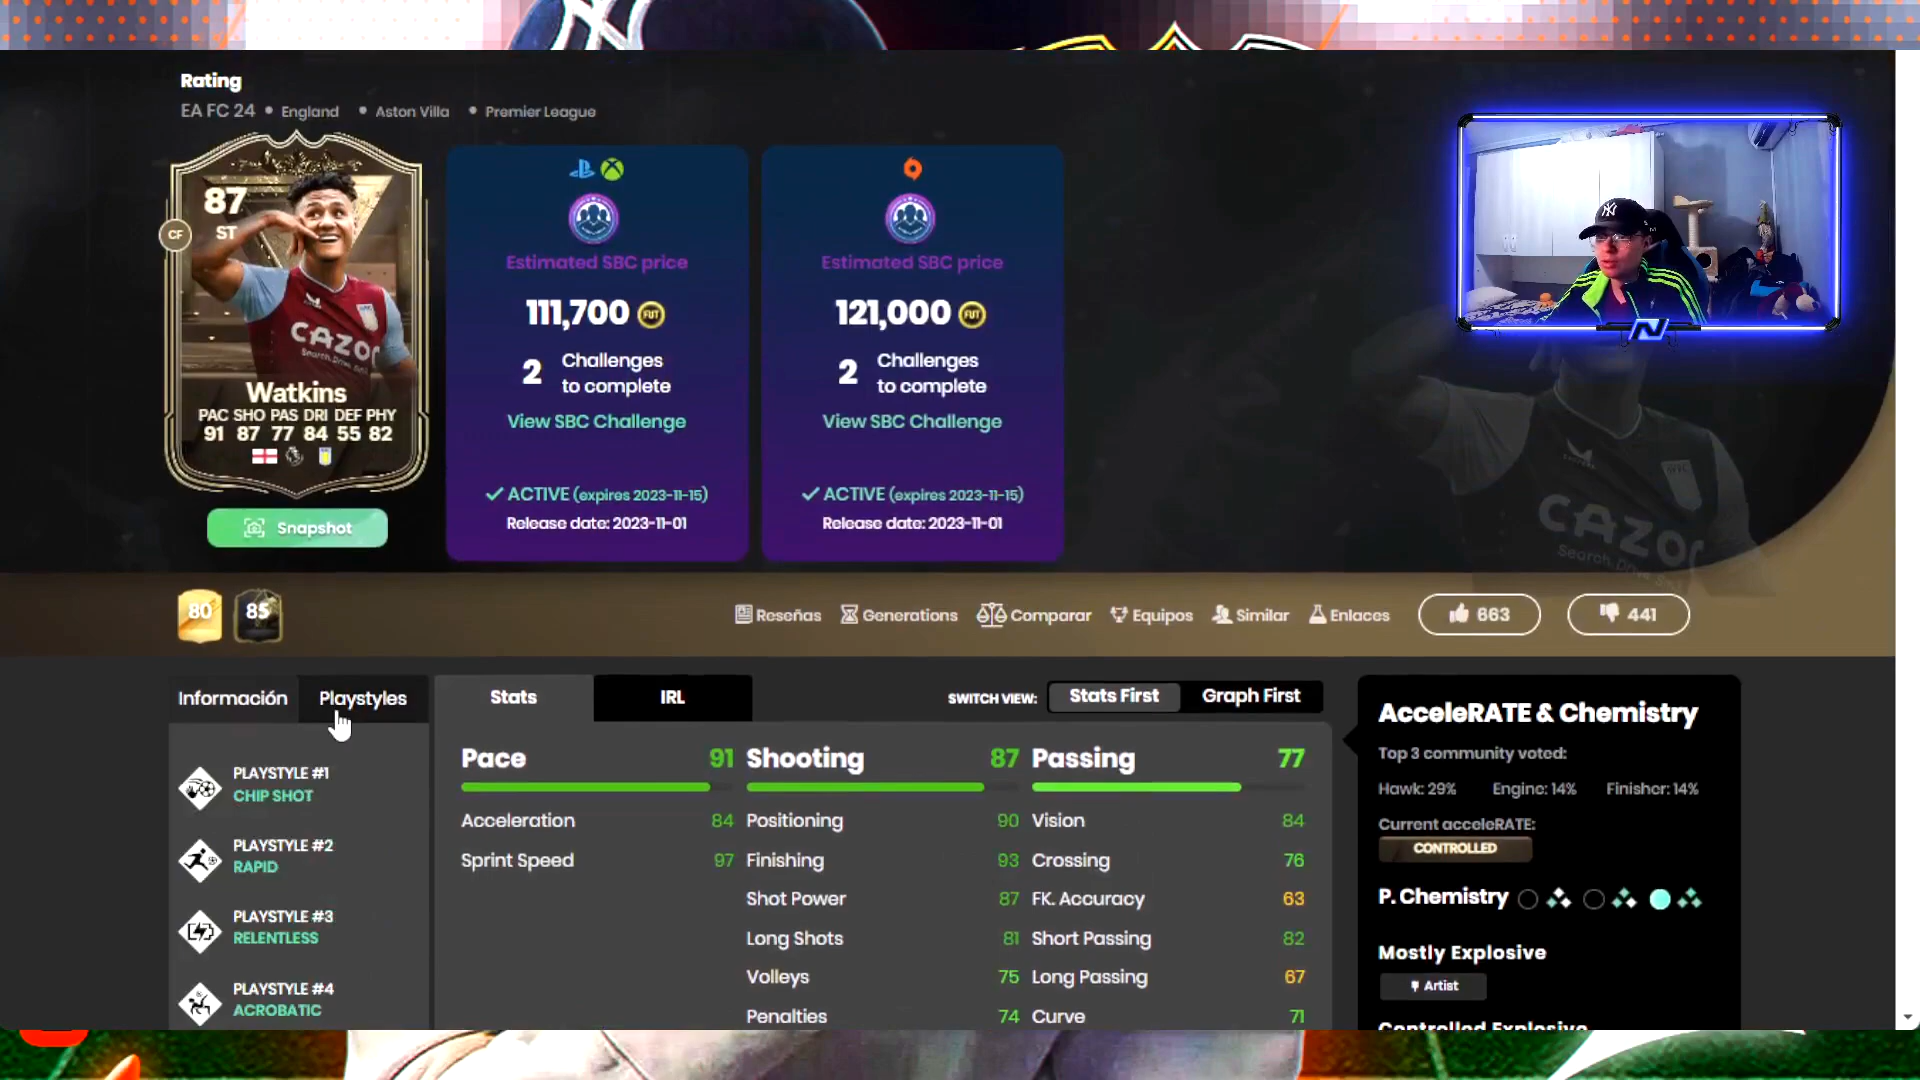 Rating
EA FC 24 • England • Aston Villa • Premier League
87
ST
CF
CAZOO
Watkins
PAC SHO PAS DRI DEF PHY
91 87 77 84 55 82
Snapshot
Estimated SBC price
111,700 FUT
2 Challenges
to complete
View SBC Challenge
ACTIVE (expires 2023-11-15)
Release date: 2023-11-01
Estimated SBC price
121,000 FUT
2 Challenges
to complete
View SBC Challenge
ACTIVE (expires 2023-11-15)
Release date: 2023-11-01
80 85
Reseñas Generations Comparar Equipos Similar Enlaces 663 441
Información Playstyles
PLAYSTYLE #1
CHIP SHOT
PLAYSTYLE #2
RAPID
PLAYSTYLE #3
RELENTLESS
PLAYSTYLE #4
ACROBATIC
Stats IRL
SWITCH VIEW: Stats First Graph First
Pace 91
Acceleration 84
Sprint Speed 97
Shooting 87
Positioning 90
Finishing 93
Shot Power 87
Long Shots 81
Volleys 75
Penalties 74
Passing 77
Vision 84
Crossing 76
FK. Accuracy 63
Short Passing 82
Long Passing 67
Curve 71
AcceleRATE & Chemistry
Top 3 community voted:
Hawk: 29% Engine: 14% Finisher: 14%
Current acceleRATE:
CONTROLLED
P. Chemistry
Mostly Explosive
Artist
Controlled Explosive